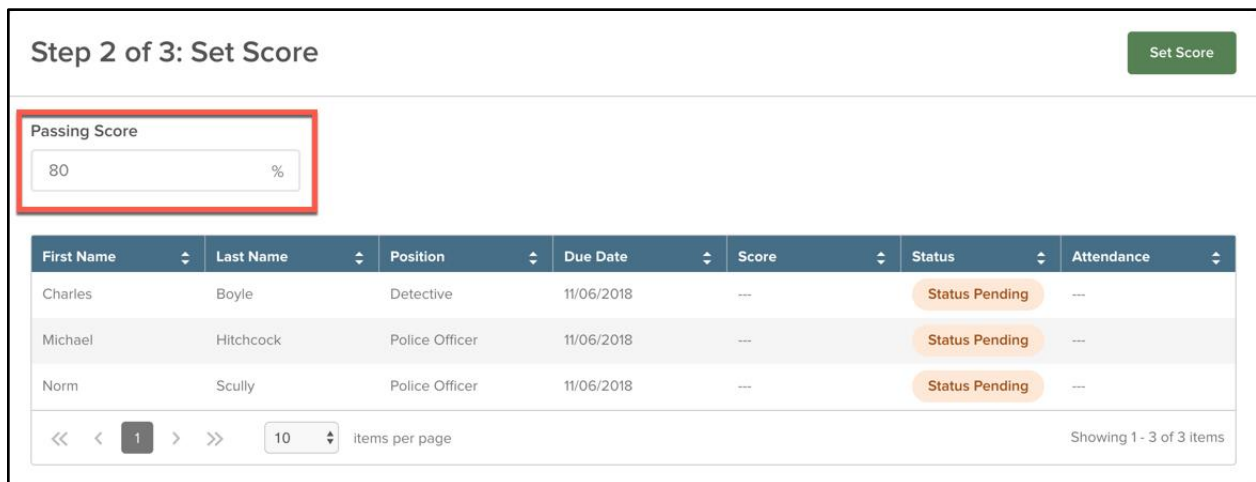 Step 2 of 3: Set Score
Set Score
Passing Score
80 %
First Name Last Name Position Due Date Score Status Attendance
Charles Boyle Detective 11/06/2018 --- Status Pending ---
Michael Hitchcock Police Officer 11/06/2018 --- Status Pending ---
Norm Scully Police Officer 11/06/2018 --- Status Pending ---
<< < 1 > >> 10 items per page Showing 1 - 3 of 3 items